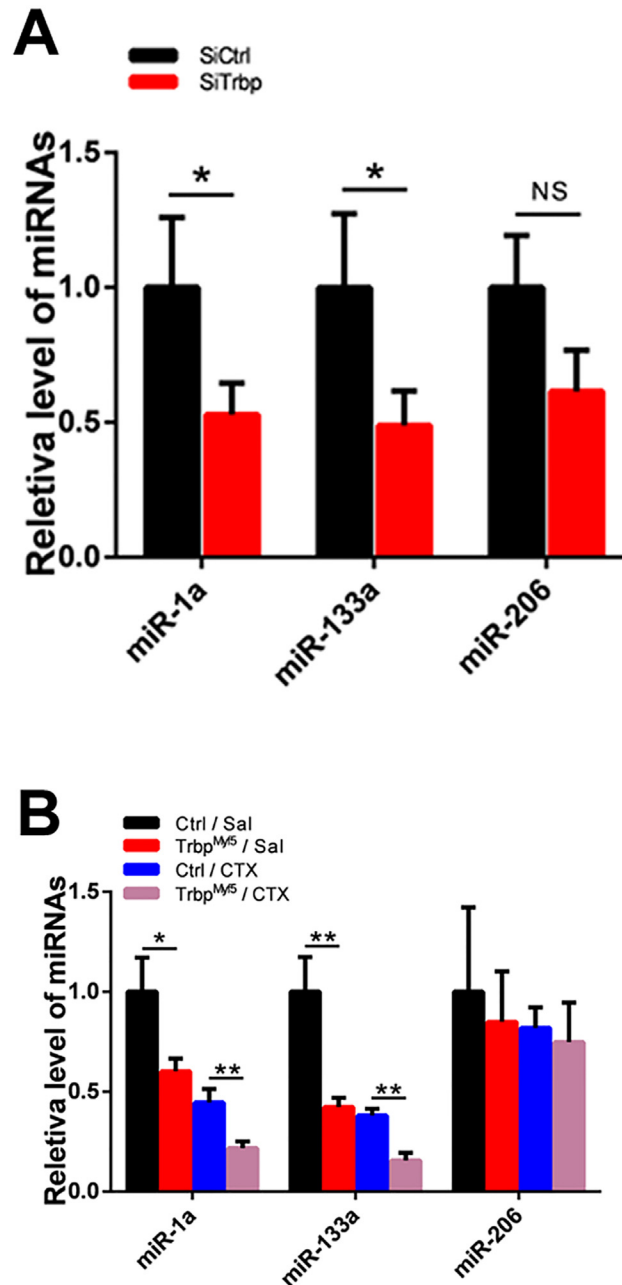 A
SiCtrl
SiTrbp
Reletiva level of miRNAs
1.5
1.0
0.5
0.0
*
*
NS
miR-1a
miR-133a
miR-206
B
Ctrl / Sal
Trbp^Myf5 / Sal
Ctrl / CTX
Trbp^Myf5 / CTX
Reletiva level of miRNAs
1.5
1.0
0.5
0.0
*
**
**
**
miR-1a
miR-133a
miR-206